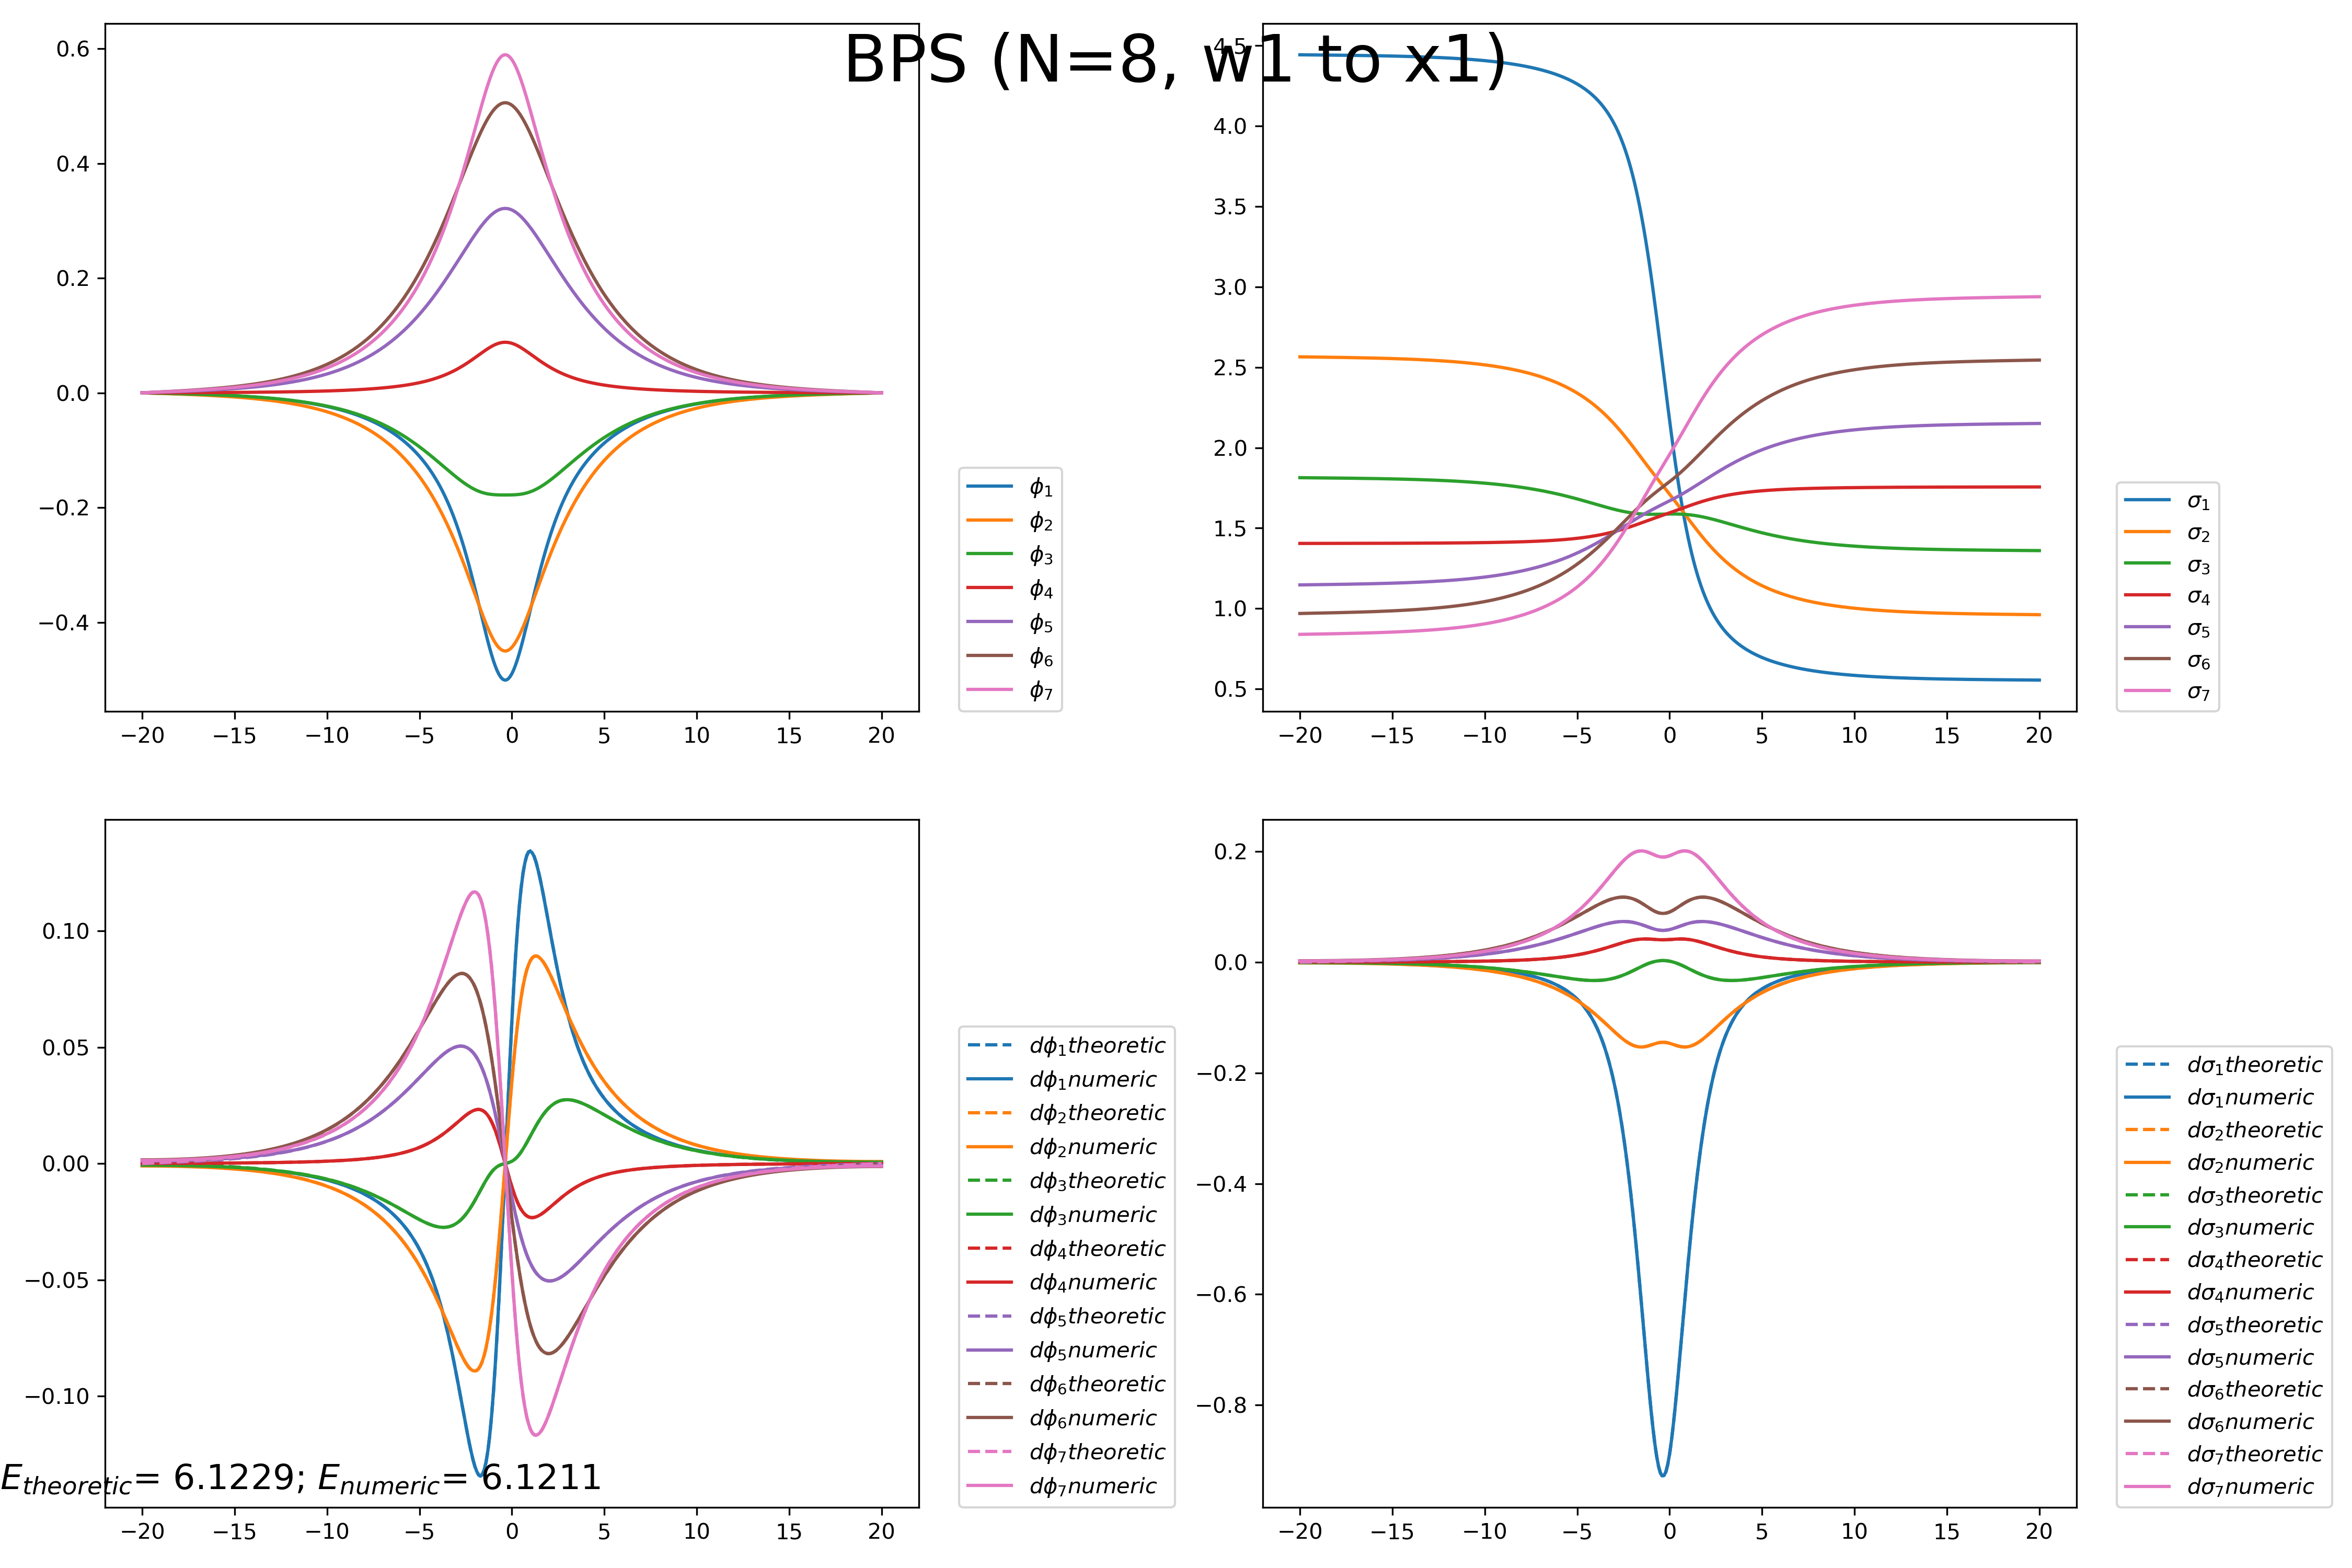 BPS (N=8, w1 to x1)
0.6
0.4
0.2
0.0
−0.2
−0.4
−20 −15 −10 −5 0 5 10 15 20
ϕ1
ϕ2
ϕ3
ϕ4
ϕ5
ϕ6
ϕ7
4.5
4.0
3.5
3.0
2.5
2.0
1.5
1.0
0.5
−20 −15 −10 −5 0 5 10 15 20
σ1
σ2
σ3
σ4
σ5
σ6
σ7
0.10
0.05
0.00
−0.05
−0.10
−20 −15 −10 −5 0 5 10 15 20
E_theoretic= 6.1229; E_numeric= 6.1211
dϕ1theoretic
dϕ1numeric
dϕ2theoretic
dϕ2numeric
dϕ3theoretic
dϕ3numeric
dϕ4theoretic
dϕ4numeric
dϕ5theoretic
dϕ5numeric
dϕ6theoretic
dϕ6numeric
dϕ7theoretic
dϕ7numeric
0.2
0.0
−0.2
−0.4
−0.6
−0.8
−20 −15 −10 −5 0 5 10 15 20
dσ1theoretic
dσ1numeric
dσ2theoretic
dσ2numeric
dσ3theoretic
dσ3numeric
dσ4theoretic
dσ4numeric
dσ5theoretic
dσ5numeric
dσ6theoretic
dσ6numeric
dσ7theoretic
dσ7numeric